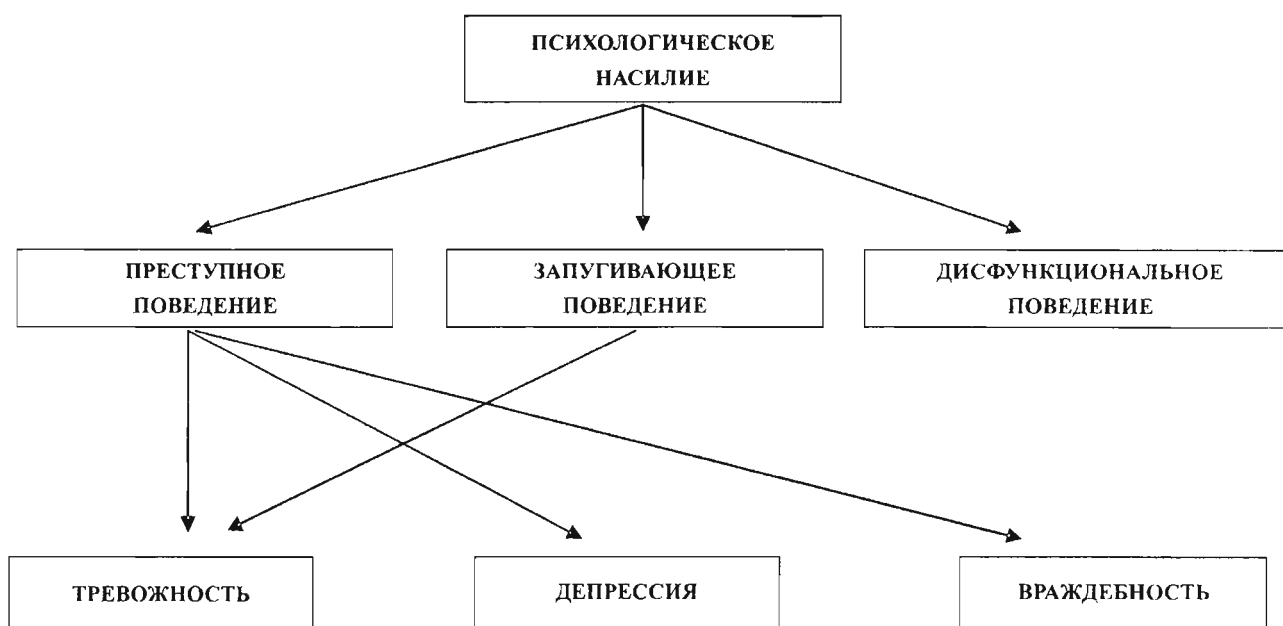 ПСИХОЛОГИЧЕСКОЕ
НАСИЛИЕ
ПРЕСТУПНОЕ
ПОВЕДЕНИЕ
ЗАПУГИВАЮЩЕЕ
ПОВЕДЕНИЕ
ДИСФУНКЦИОНАЛЬНОЕ
ПОВЕДЕНИЕ
ТРЕВОЖНОСТЬ
ДЕПРЕССИЯ
ВРАЖДЕБНОСТЬ